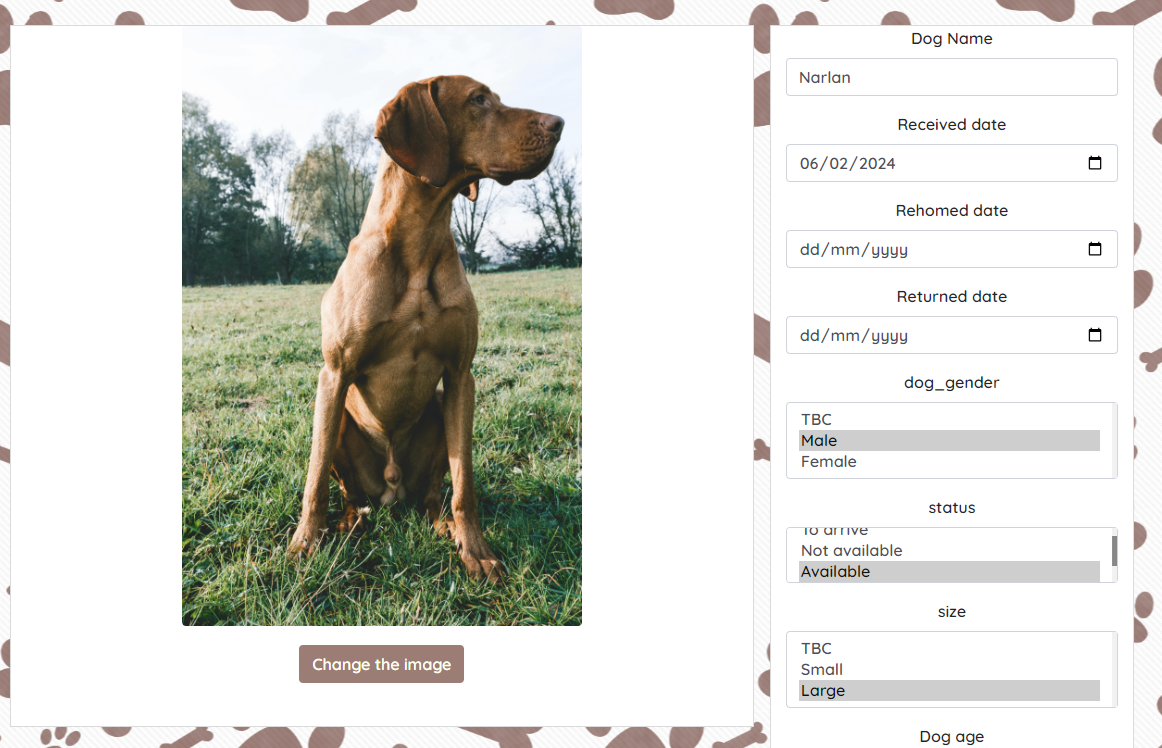 Dog Name
Narlan
Received date
06/02/2024
Rehomed date
dd/mm/yyyy
Returned date
dd/mm/yyyy
dog_gender
TBC
Male
Female
status
To arrive
Not available
Available
size
TBC
Small
Large
Dog age
Change the image